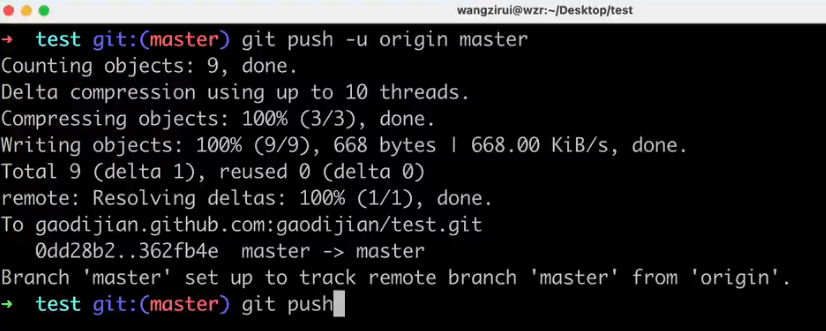 wangzirui@wzr:~/Desktop/test
→ test git:(master) git push -u origin master
Counting objects: 9, done.
Delta compression using up to 10 threads.
Compressing objects: 100% (3/3), done.
Writing objects: 100% (9/9), 668 bytes | 668.00 KiB/s, done.
Total 9 (delta 1), reused 0 (delta 0)
remote: Resolving deltas: 100% (1/1), done.
To gaodijian.github.com:gaodijian/test.git
   0dd28b2..362fb4e  master -> master
Branch 'master' set up to track remote branch 'master' from 'origin'.
→ test git:(master) git push